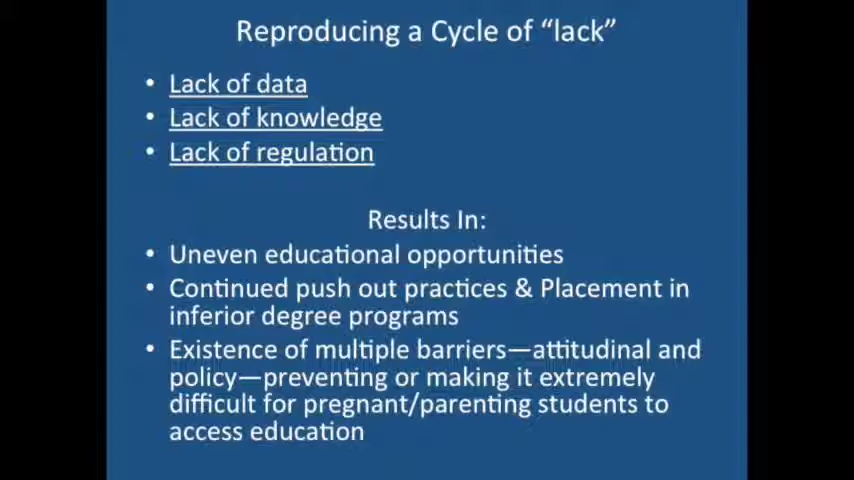 Reproducing a Cycle of “lack”
• Lack of data
• Lack of knowledge
• Lack of regulation
Results In:
• Uneven educational opportunities
• Continued push out practices & Placement in
inferior degree programs
• Existence of multiple barriers—attitudinal and
policy—preventing or making it extremely
difficult for pregnant/parenting students to
access education